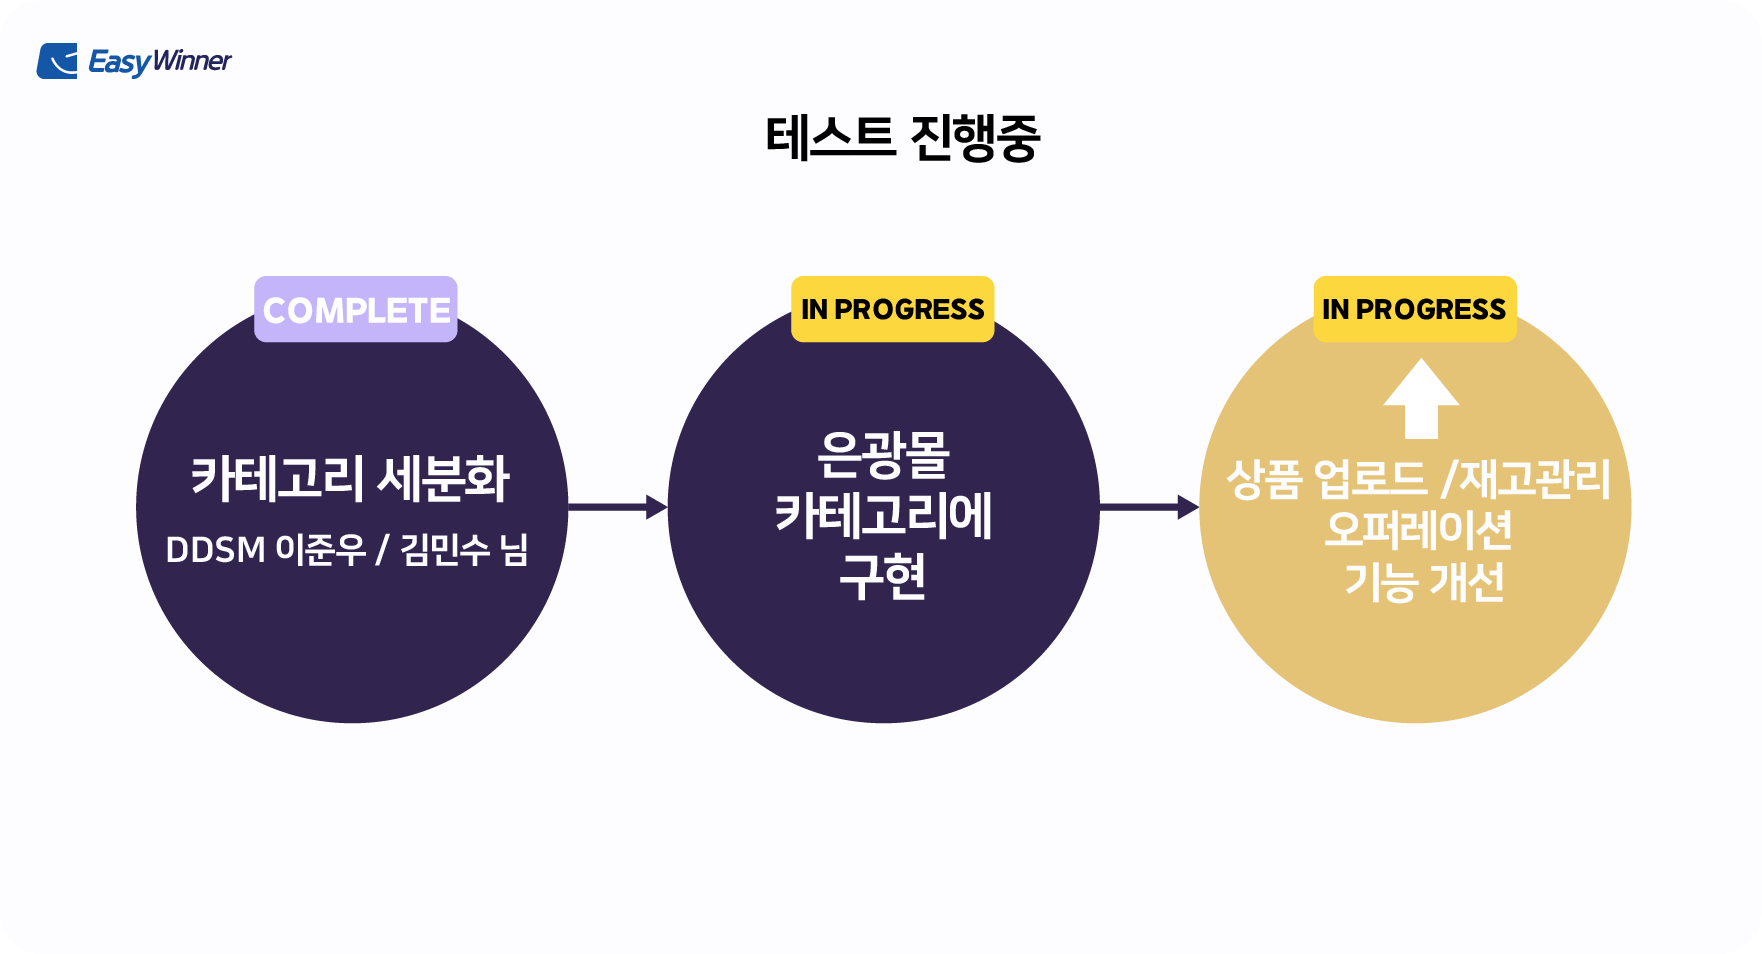 EasyWinner
테스트 진행중
COMPLETE
카테고리 세분화
DDSM 이준우 / 김민수 님
IN PROGRESS
은광몰
카테고리에
구현
IN PROGRESS
상품 업로드 /재고관리
오퍼레이션
기능 개선